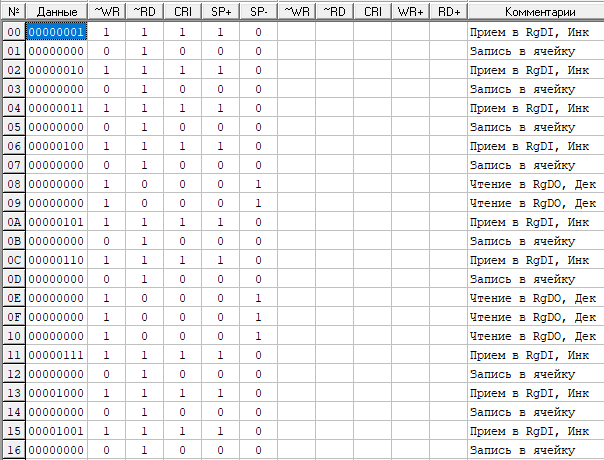 № Данные ~WR ~RD CRI SP+ SP- ~WR ~RD CRI WR+ RD+ Комментарии
00 00000001 1 1 1 1 0 Прием в RgDI, Инк
01 00000000 0 1 0 0 0 Запись в ячейку
02 00000010 1 1 1 1 0 Прием в RgDI, Инк
03 00000000 0 1 0 0 0 Запись в ячейку
04 00000011 1 1 1 1 0 Прием в RgDI, Инк
05 00000000 0 1 0 0 0 Запись в ячейку
06 00000100 1 1 1 1 0 Прием в RgDI, Инк
07 00000000 0 1 0 0 0 Запись в ячейку
08 00000000 1 0 0 0 1 Чтение в RgDO, Дек
09 00000000 1 0 0 0 1 Чтение в RgDO, Дек
0A 00000101 1 1 1 1 0 Прием в RgDI, Инк
0B 00000000 0 1 0 0 0 Запись в ячейку
0C 00000110 1 1 1 1 0 Прием в RgDI, Инк
0D 00000000 0 1 0 0 0 Запись в ячейку
0E 00000000 1 0 0 0 1 Чтение в RgDO, Дек
0F 00000000 1 0 0 0 1 Чтение в RgDO, Дек
10 00000000 1 0 0 0 1 Чтение в RgDO, Дек
11 00000111 1 1 1 1 0 Прием в RgDI, Инк
12 00000000 0 1 0 0 0 Запись в ячейку
13 00001000 1 1 1 1 0 Прием в RgDI, Инк
14 00000000 0 1 0 0 0 Запись в ячейку
15 00001001 1 1 1 1 0 Прием в RgDI, Инк
16 00000000 0 1 0 0 0 Запись в ячейку